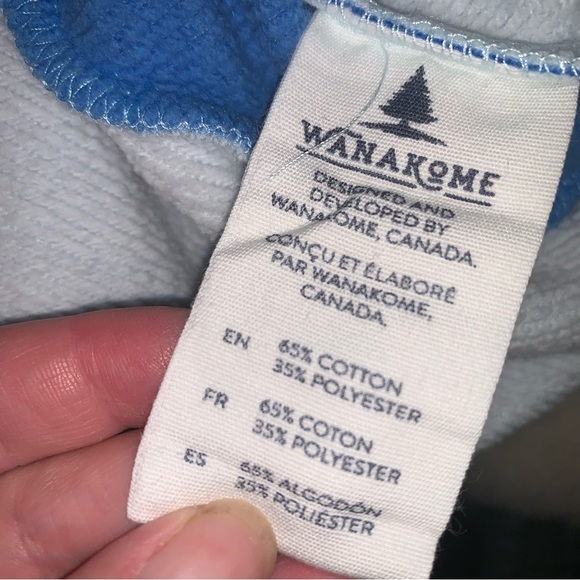 WANAKOME
DESIGNED AND
DEVELOPED BY
WANAKOME, CANADA.
CONÇU ET ÉLABORÉ
PAR WANAKOME,
CANADA.
EN 65% COTTON
35% POLYESTER
FR 65% COTON
35% POLYESTER
ES 65% ALGODÓN
35% POLIESTER